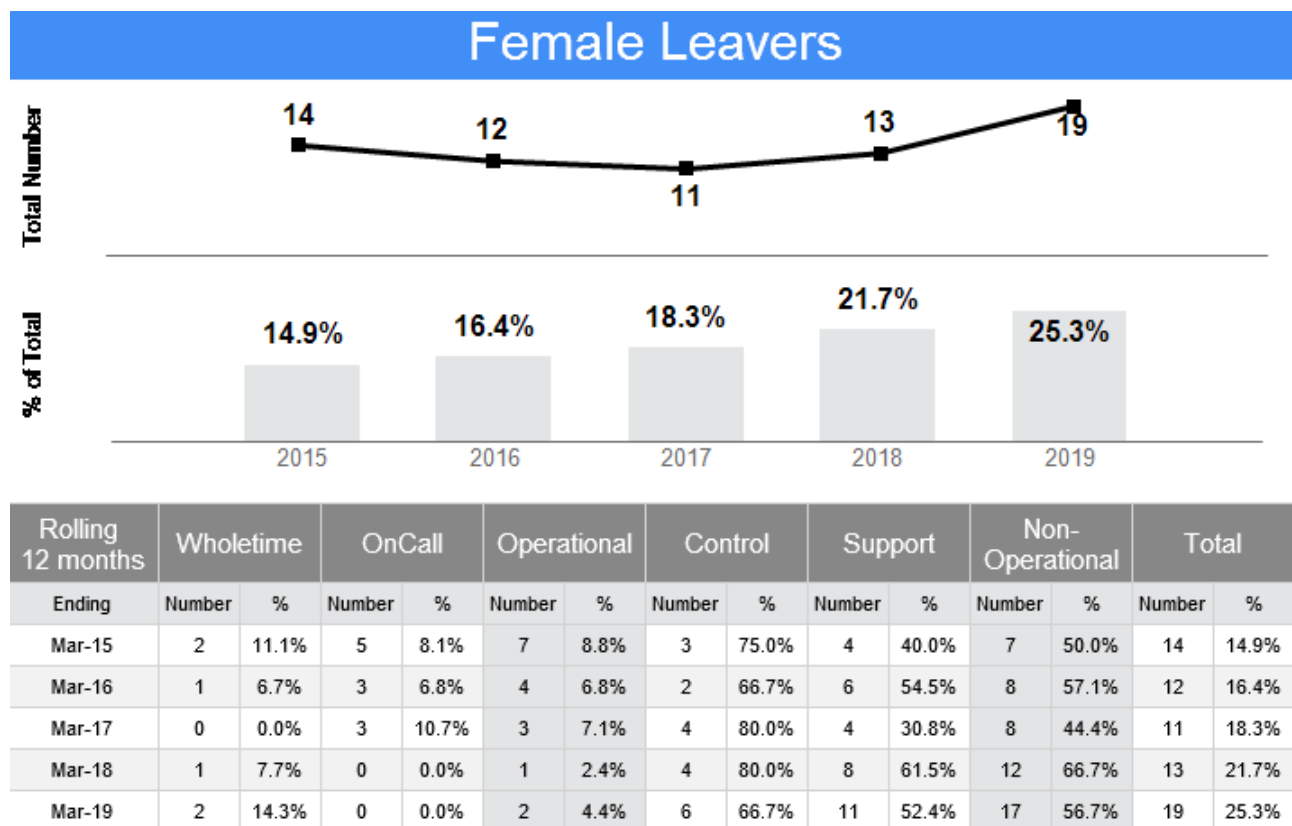 Female Leavers
Total Number
14
12
11
13
19
% of Total
14.9%
16.4%
18.3%
21.7%
25.3%
2015 2016 2017 2018 2019
Rolling 12 months Wholetime OnCall Operational Control Support Non-Operational Total
Ending Number % Number % Number % Number % Number % Number % Number %
Mar-15 2 11.1% 5 8.1% 7 8.8% 3 75.0% 4 40.0% 7 50.0% 14 14.9%
Mar-16 1 6.7% 3 6.8% 4 6.8% 2 66.7% 6 54.5% 8 57.1% 12 16.4%
Mar-17 0 0.0% 3 10.7% 3 7.1% 4 80.0% 4 30.8% 8 44.4% 11 18.3%
Mar-18 1 7.7% 0 0.0% 1 2.4% 4 80.0% 8 61.5% 12 66.7% 13 21.7%
Mar-19 2 14.3% 0 0.0% 2 4.4% 6 66.7% 11 52.4% 17 56.7% 19 25.3%